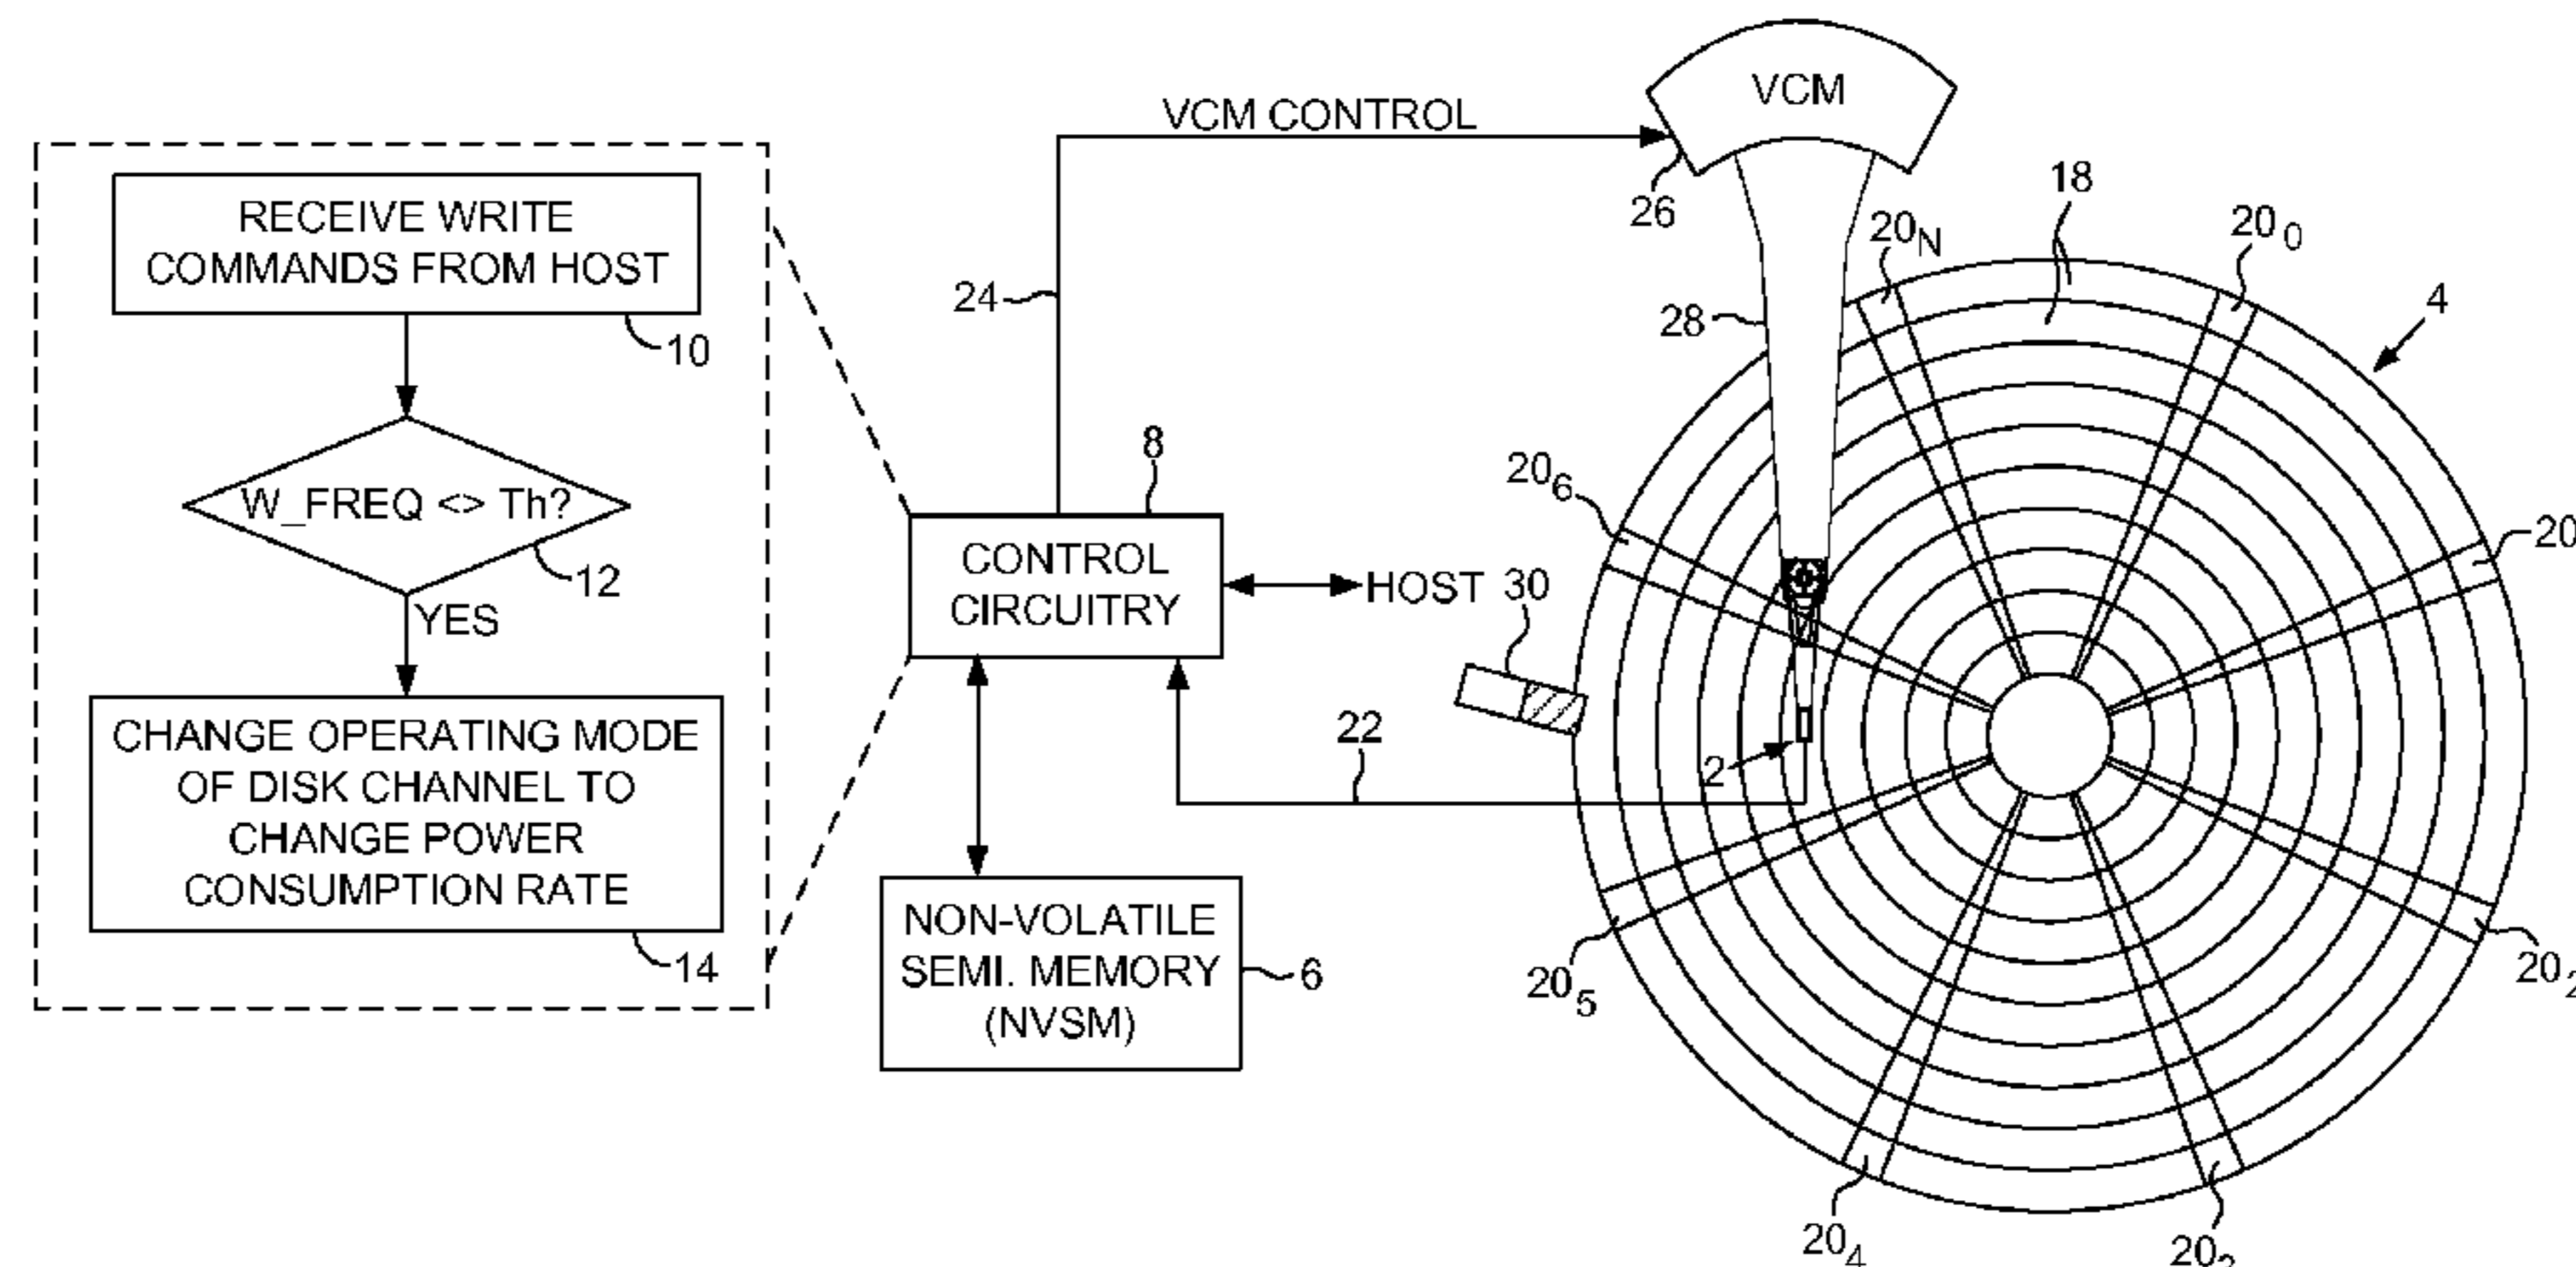 RECEIVE WRITE
COMMANDS FROM HOST
10
W_FREQ <> Th?
12
YES
CHANGE OPERATING MODE
OF DISK CHANNEL TO
CHANGE POWER
CONSUMPTION RATE
14
VCM CONTROL
24
8
CONTROL
CIRCUITRY
HOST
NON-VOLATILE
SEMI. MEMORY
(NVSM)
6
22
30
2
VCM
26
28
18
20N
200
4
20
202
204
205
206